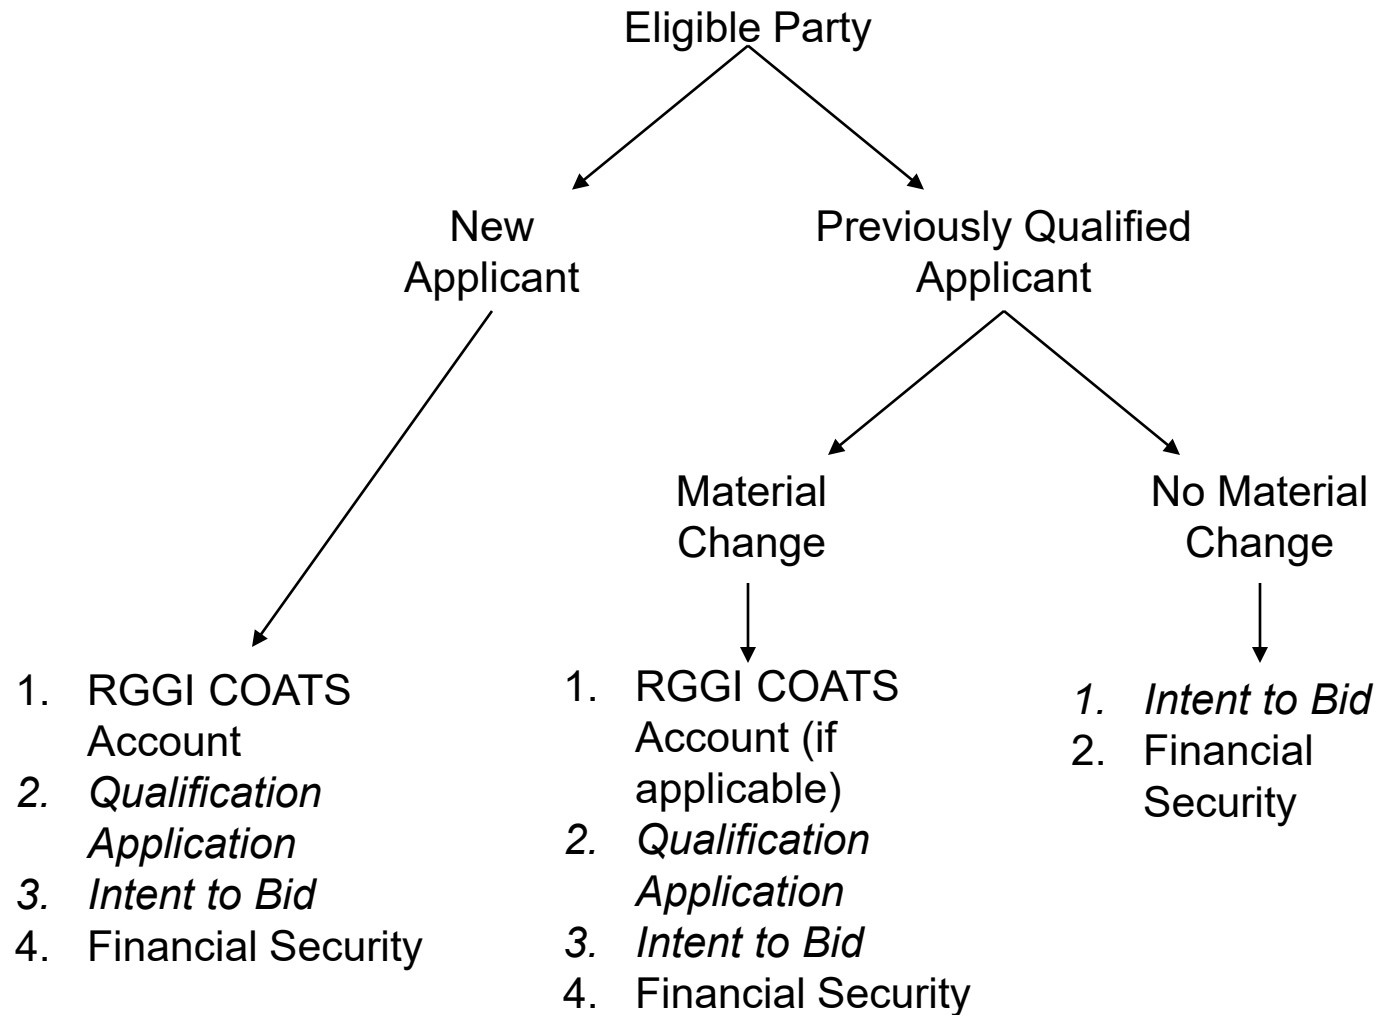 Eligible Party
New
Applicant
Previously Qualified
Applicant
Material
Change
No Material
Change
1. RGGI COATS
Account
2. Qualification
Application
3. Intent to Bid
4. Financial Security
1. RGGI COATS
Account (if
applicable)
2. Qualification
Application
3. Intent to Bid
4. Financial Security
1. Intent to Bid
2. Financial
Security